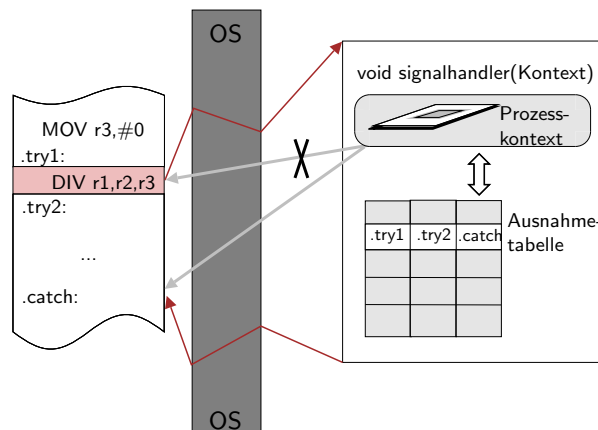 OS
MOV r3,#0
.try1:
DIV r1,r2,r3
.try2:
...
.catch:
OS
void signalhandler(Kontext)
Prozess-
kontext
Ausnahme-
tabelle
.try1 .try2 .catch